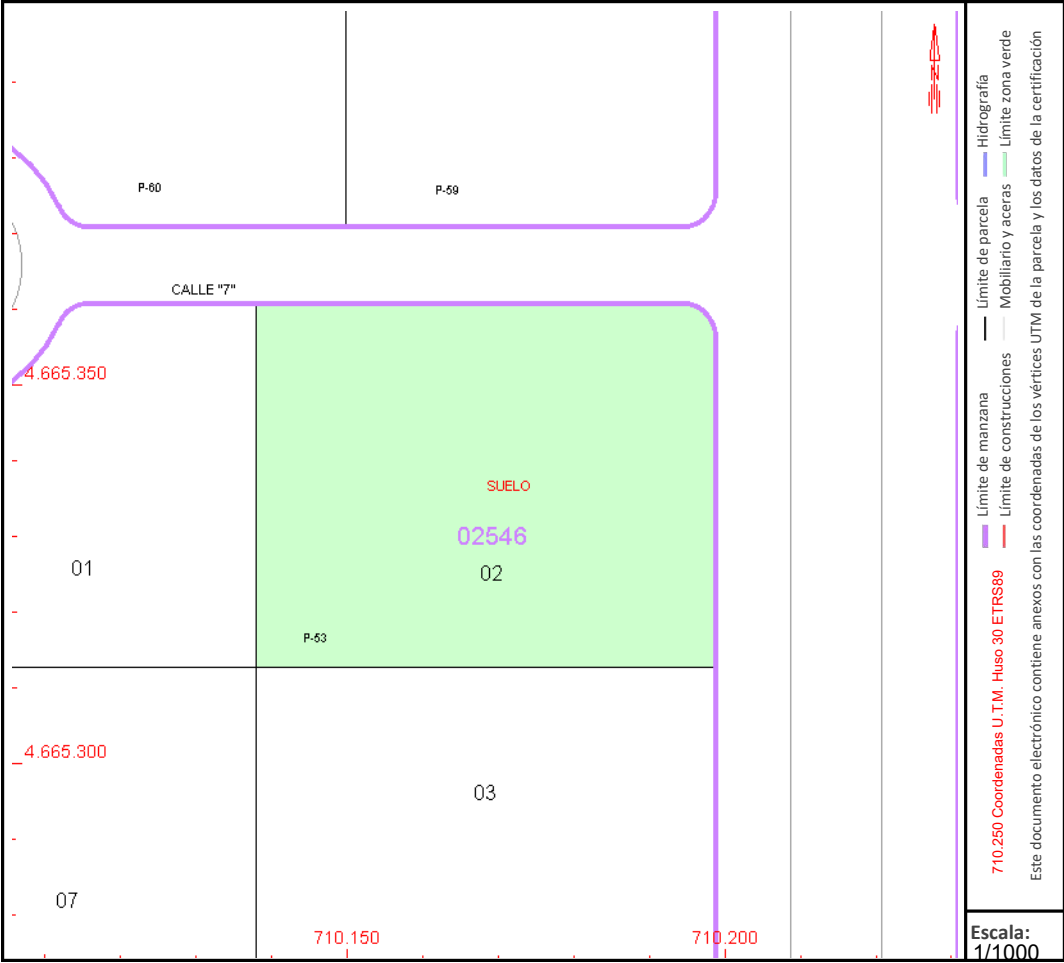 P-60
P-59
CALLE "7"
4.665.350
SUELO
02546
01
02
P-53
4.665.300
03
07
710.150
710.200
N
Límite de manzana
Límite de parcela
Hidrografía
Límite de construcciones
Mobiliario y aceras
Límite zona verde
710.250 Coordenadas U.T.M. Huso 30 ETRS89
Este documento electrónico contiene anexos con las coordenadas de los vértices UTM de la parcela y los datos de la certificación
Escala:
1/1000